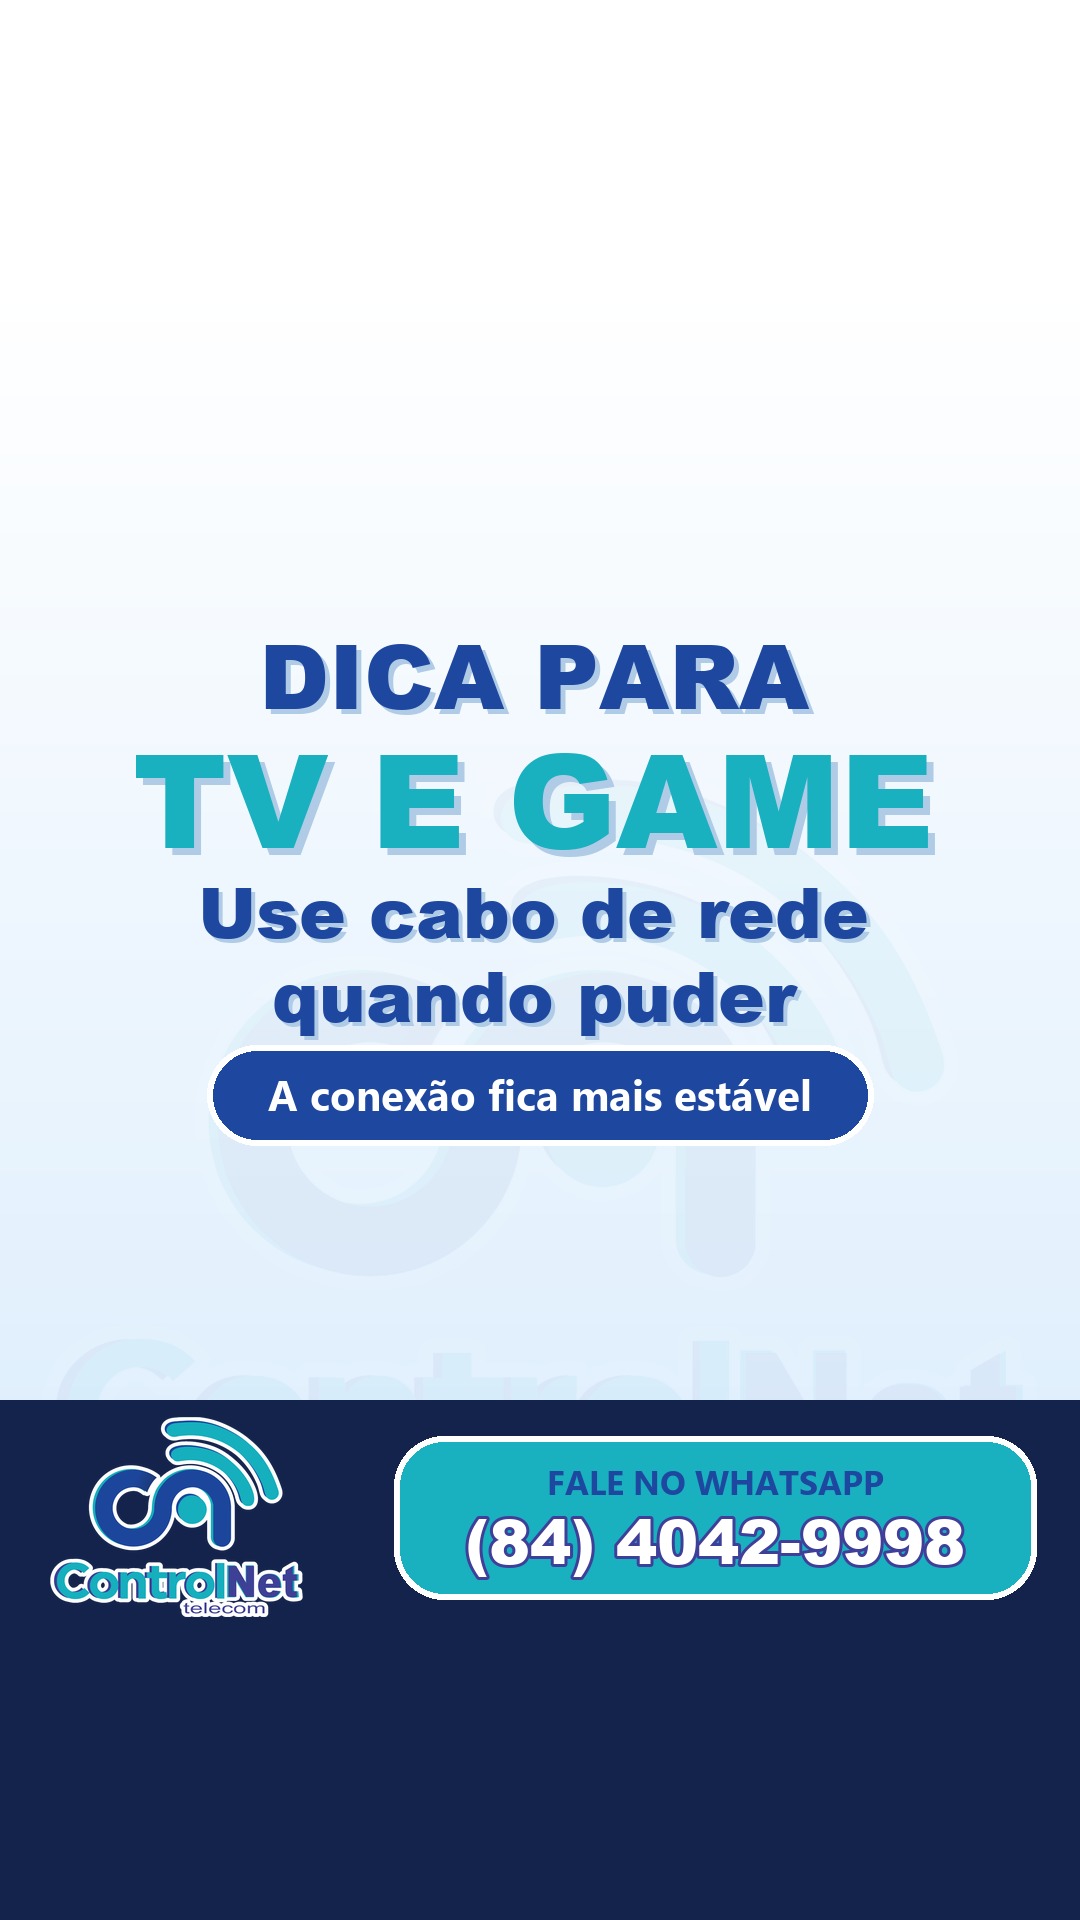 DICA PARA
TV E GAME
Use cabo de rede
quando puder
A conexão fica mais estável
ControlNet
FALE NO WHATSAPP
(84) 4042-9998
ControlNet
telecom